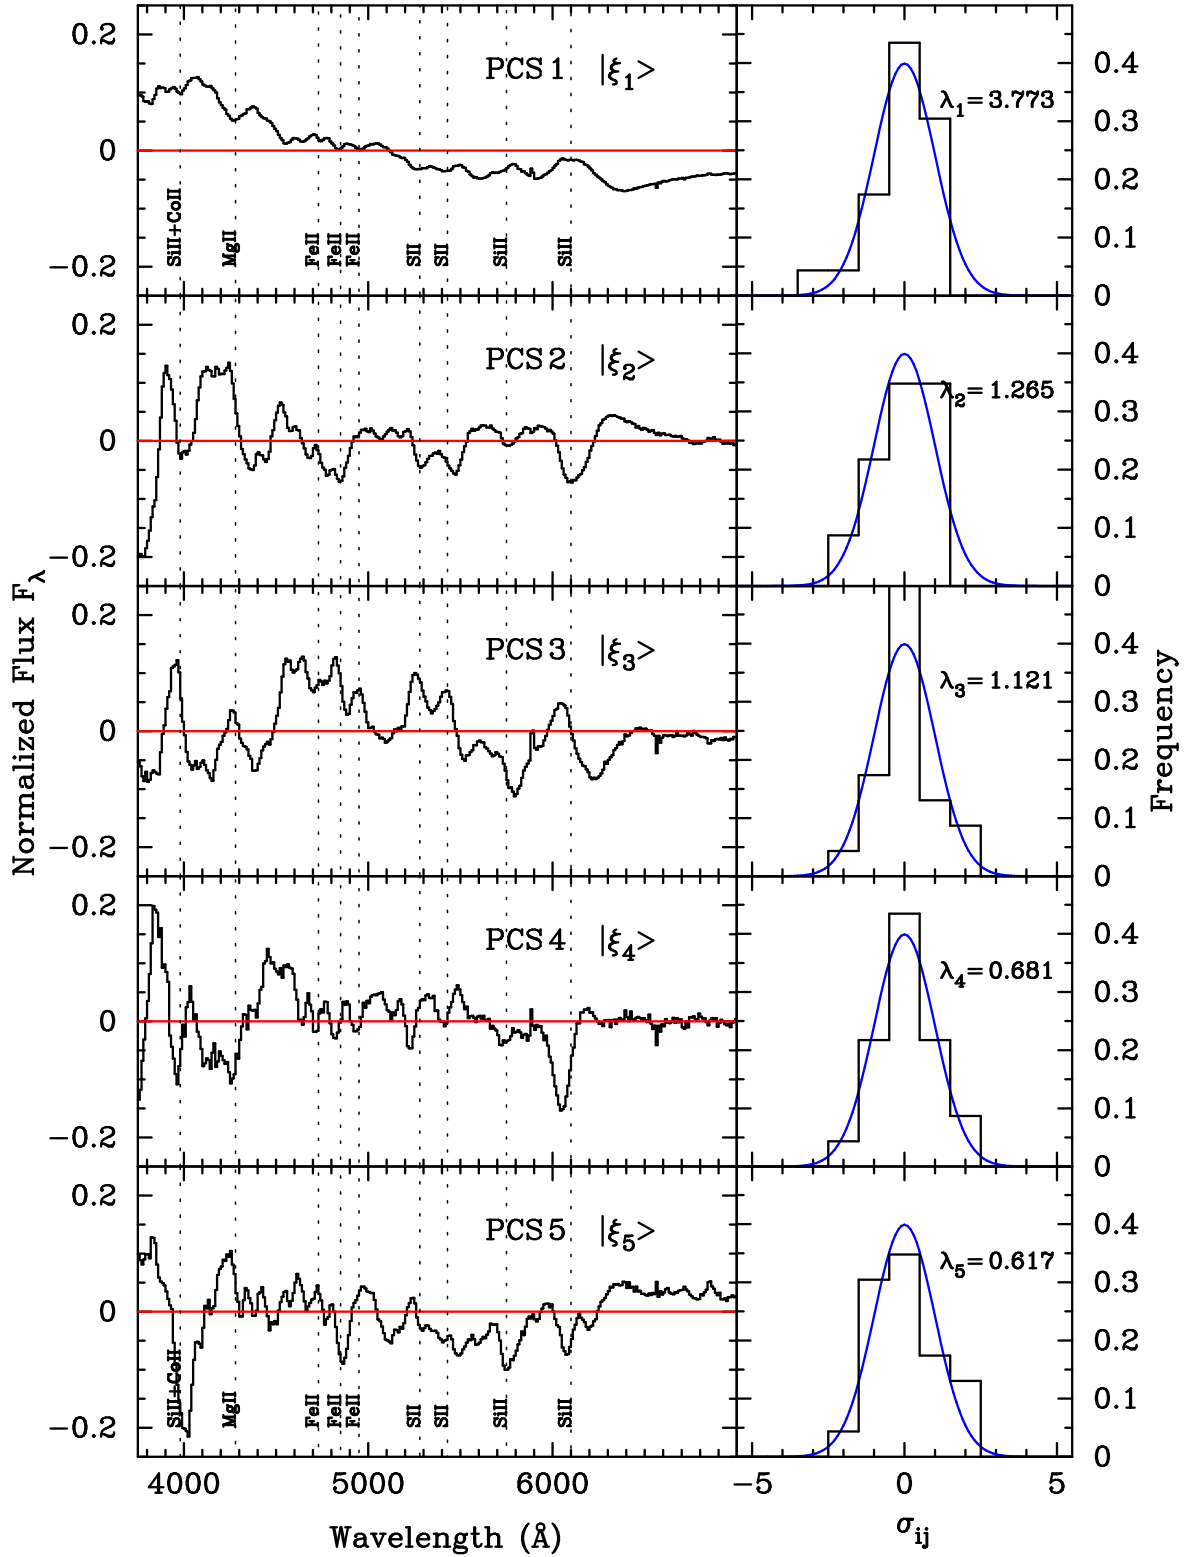 0.2
0
−0.2
PCS 1 |ξ1>
SiII+CoII
MgII
FeII
FeII
FeII
SII
SII
SiII
SiII
λ1=3.773
0.4
0.3
0.2
0.1
0
0.2
0
−0.2
PCS 2 |ξ2>
λ2=1.265
0.4
0.3
0.2
0.1
0
0.2
0
−0.2
PCS 3 |ξ3>
λ3=1.121
0.4
0.3
0.2
0.1
0
0.2
0
−0.2
PCS 4 |ξ4>
λ4=0.681
0.4
0.3
0.2
0.1
0
0.2
0
−0.2
PCS 5 |ξ5>
SiII+CoII
MgII
FeII
FeII
FeII
SII
SII
SiII
SiII
λ5=0.617
0.4
0.3
0.2
0.1
0
4000 5000 6000
−5 0 5
Wavelength (Å)
σij
Normalized Flux Fλ
Frequency